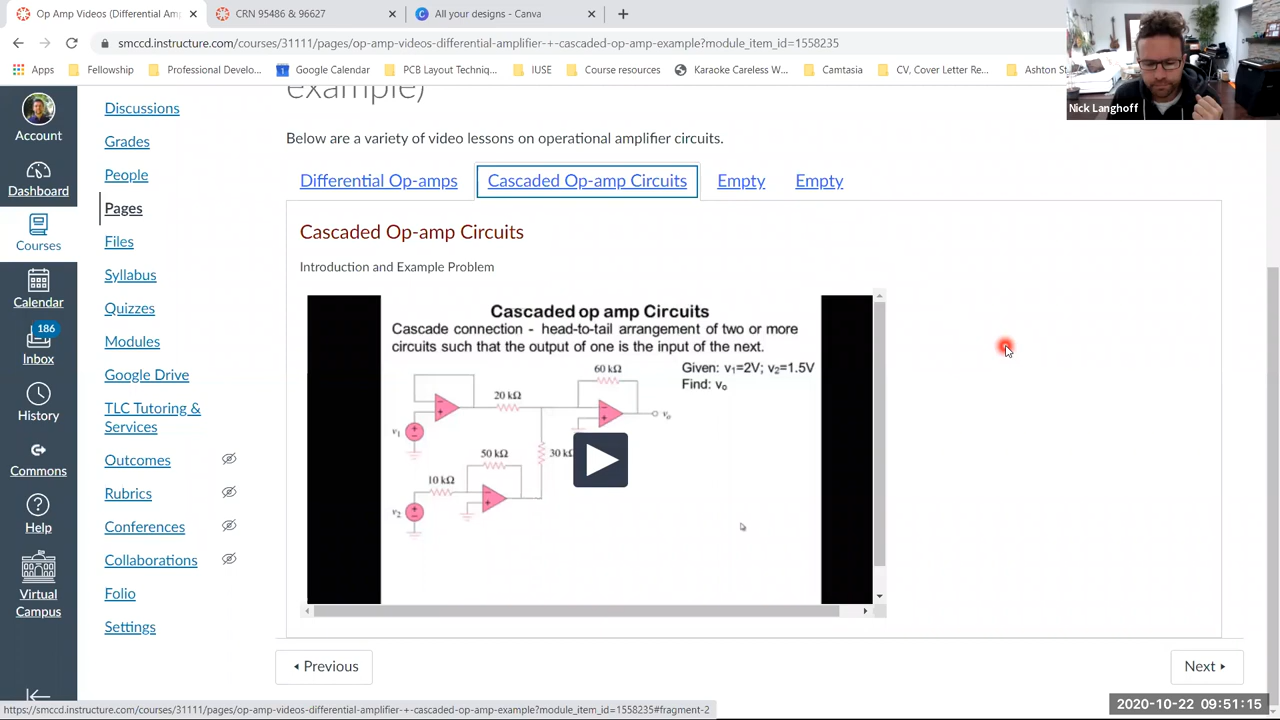 Op Amp Videos (Differential Am
CRN 95486 & 96627
All your designs - Canva
smccd.instructure.com/courses/31111/pages/op-amp-videos-differential-amplifier-+-cascaded-op-amp-example?module_item_id=1558235
Apps
Fellowship
Professional Develo...
Google Calendar
IUSE
Course resources
Karaoke Careless W...
Camtasia
CV. Cover Letter Re...
Ashton St
Nick Langhoff
Account
Dashboard
Courses
Calendar
186
Inbox
History
Commons
Help
Virtual
Campus
Discussions
Grades
People
Pages
Files
Syllabus
Quizzes
Modules
Google Drive
TLC Tutoring &
Services
Outcomes
Rubrics
Conferences
Collaborations
Folio
Settings
example)
Below are a variety of video lessons on operational amplifier circuits.
Differential Op-amps
Cascaded Op-amp Circuits
Empty
Empty
Cascaded Op-amp Circuits
Introduction and Example Problem
Cascaded op amp Circuits
Cascade connection - head-to-tail arrangement of two or more
circuits such that the output of one is the input of the next.
Given: v₁=2V; v₂=1.5V
Find: vₒ
60 kΩ
20 kΩ
vₒ
v₁
50 kΩ
30 kΩ
10 kΩ
v₂
Previous
Next
https://smccd.instructure.com/courses/31111/pages/op-amp-videos-differential-amplifier-+-cascaded-op-amp-example?module_item_id=1558235#fragment-2
2020-10-22 09:51:15